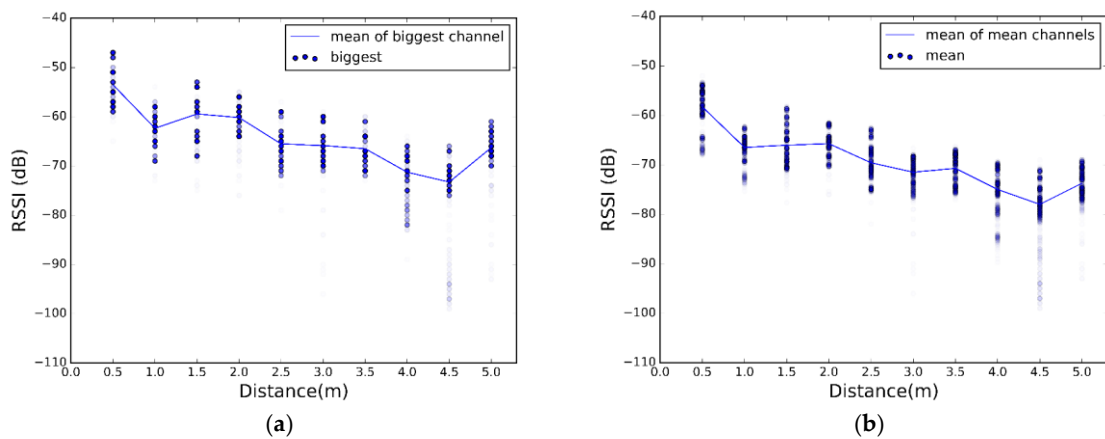 −40
−50
−60
−70
−80
−90
−100
−110
RSSI (dB)
mean of biggest channel
biggest
0.0 0.5 1.0 1.5 2.0 2.5 3.0 3.5 4.0 4.5 5.0
Distance(m)
(a)
−40
−50
−60
−70
−80
−90
−100
−110
RSSI (dB)
mean of mean channels
mean
0.0 0.5 1.0 1.5 2.0 2.5 3.0 3.5 4.0 4.5 5.0
Distance(m)
(b)